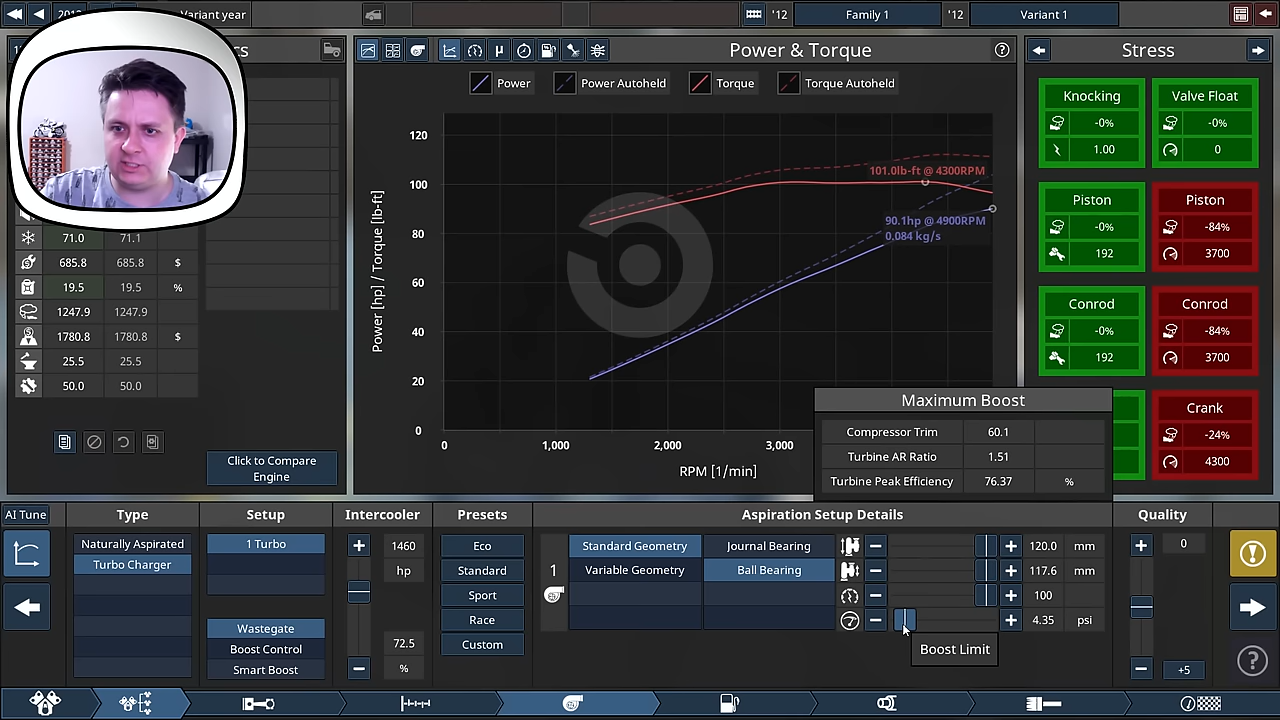 Variant year
'12
Family 1
'12
Variant 1
Power & Torque
Stress
Power
Power Autoheld
Torque
Torque Autoheld
120
100
80
60
40
20
0
Power [hp] / Torque [lb-ft]
101.0lb-ft @ 4300RPM
90.1hp @ 4900RPM
0.084 kg/s
0
1,000
2,000
3,000
RPM [1/min]
Knocking
-0%
1.00
Valve Float
-0%
0
Piston
-0%
192
Piston
-84%
3700
Conrod
-0%
192
Conrod
-84%
3700
Crank
-24%
4300
71.0 71.1
685.8 685.8 $
19.5 19.5 %
1247.9 1247.9
1780.8 1780.8 $
25.5 25.5
50.0 50.0
Click to Compare
Engine
Maximum Boost
Compressor Trim 60.1
Turbine AR Ratio 1.51
Turbine Peak Efficiency 76.37 %
AI Tune
Type
Naturally Aspirated
Turbo Charger
Setup
1 Turbo
Wastegate
Boost Control
Smart Boost
Intercooler
1460
hp
72.5
%
Presets
Eco
Standard
Sport
Race
Custom
Aspiration Setup Details
1
Standard Geometry
Variable Geometry
Journal Bearing
Ball Bearing
120.0 mm
117.6 mm
100
4.35 psi
Boost Limit
Quality
0
+5